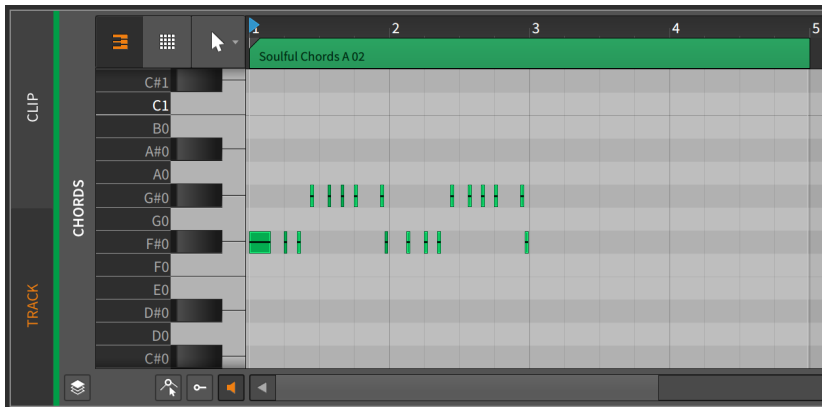 1 2 3 4 5
Soulful Chords A 02
CLIP
TRACK
CHORDS
C#1
C1
B0
A#0
A0
G#0
G0
F#0
F0
E0
D#0
D0
C#0